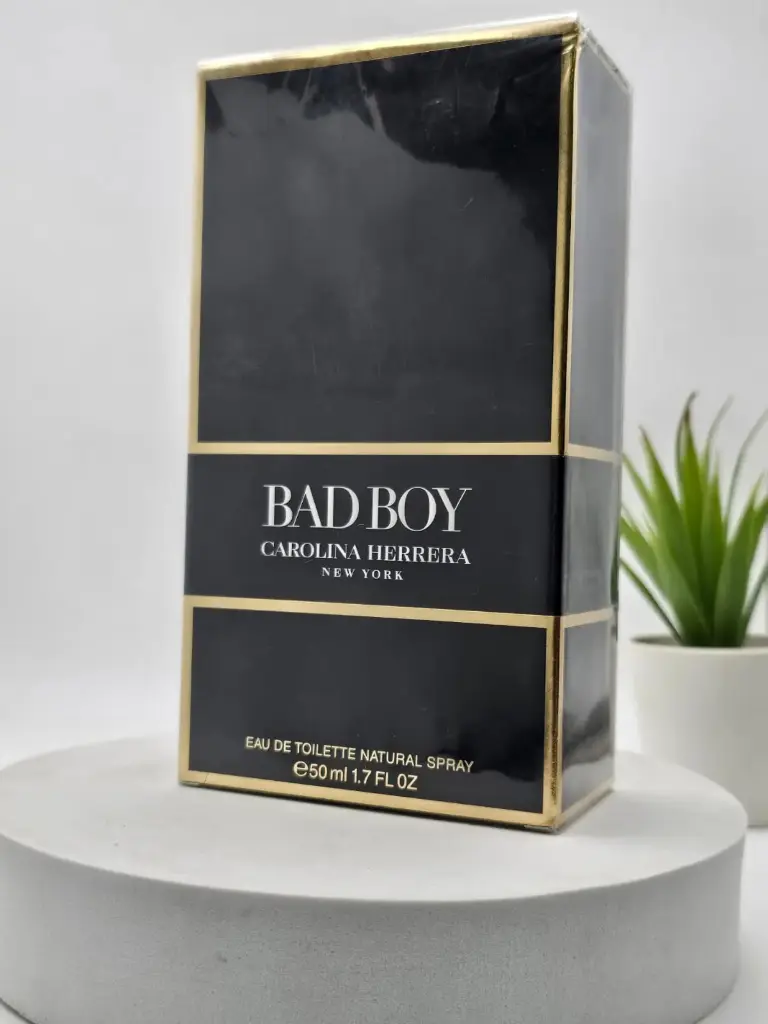 BAD BOY
CAROLINA HERRERA
NEW YORK
EAU DE TOILETTE NATURAL SPRAY
℮50 ml 1.7 FL OZ